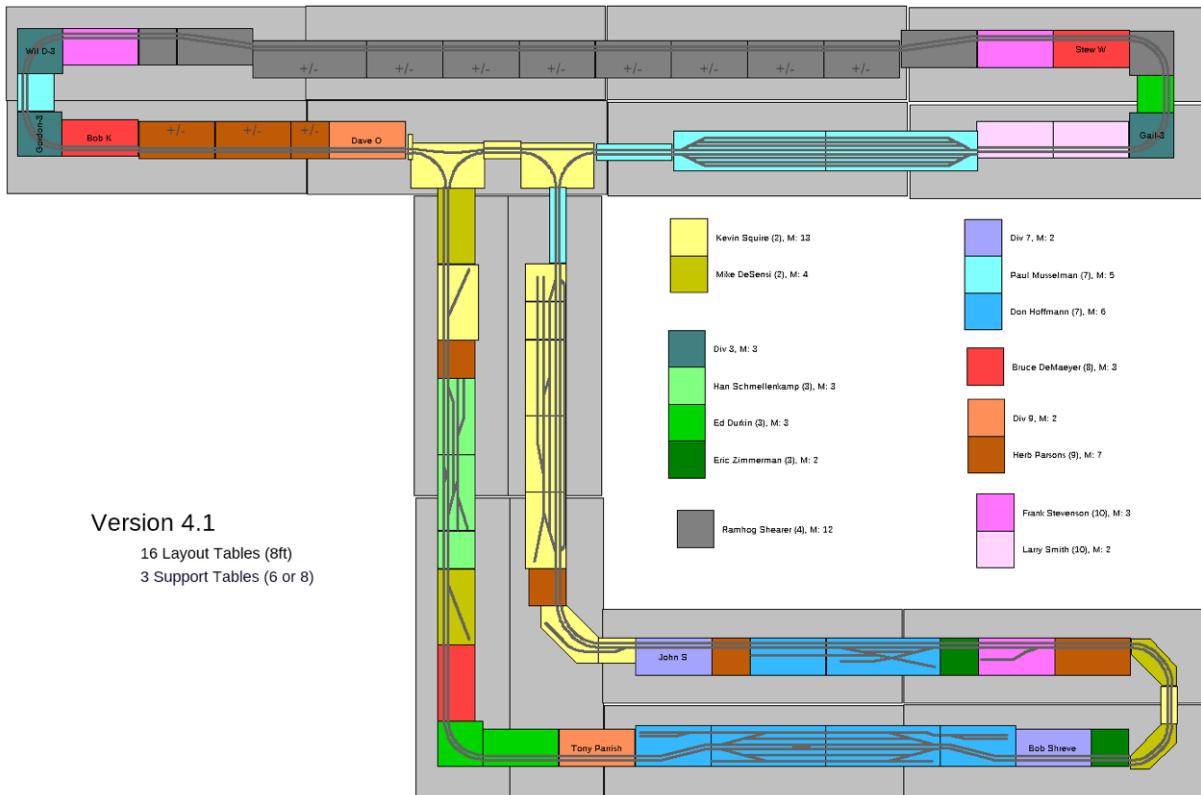 Wil D-3
Stew W
+/-
+/-
+/-
+/-
+/-
+/-
+/-
+/-
Gordon-3
Bob K
+/-
+/-
+/-
Dave O
Gail-3
Kevin Squire (2), M: 13
Mike DeSensi (2), M: 4
Div 7, M: 2
Paul Musselman (7), M: 5
Don Hoffmann (7), M: 6
Div 3, M: 3
Han Schmellenkamp (3), M: 3
Ed Durkin (3), M: 3
Eric Zimmerman (3), M: 2
Bruce DeMaeyer (8), M: 3
Div 9, M: 2
Herb Parsons (9), M: 7
Ramhog Shearer (4), M: 12
Frank Stevenson (10), M: 3
Larry Smith (10), M: 2
Version 4.1
16 Layout Tables (8ft)
3 Support Tables (6 or 8)
John S
Tony Parrish
Bob Shreve